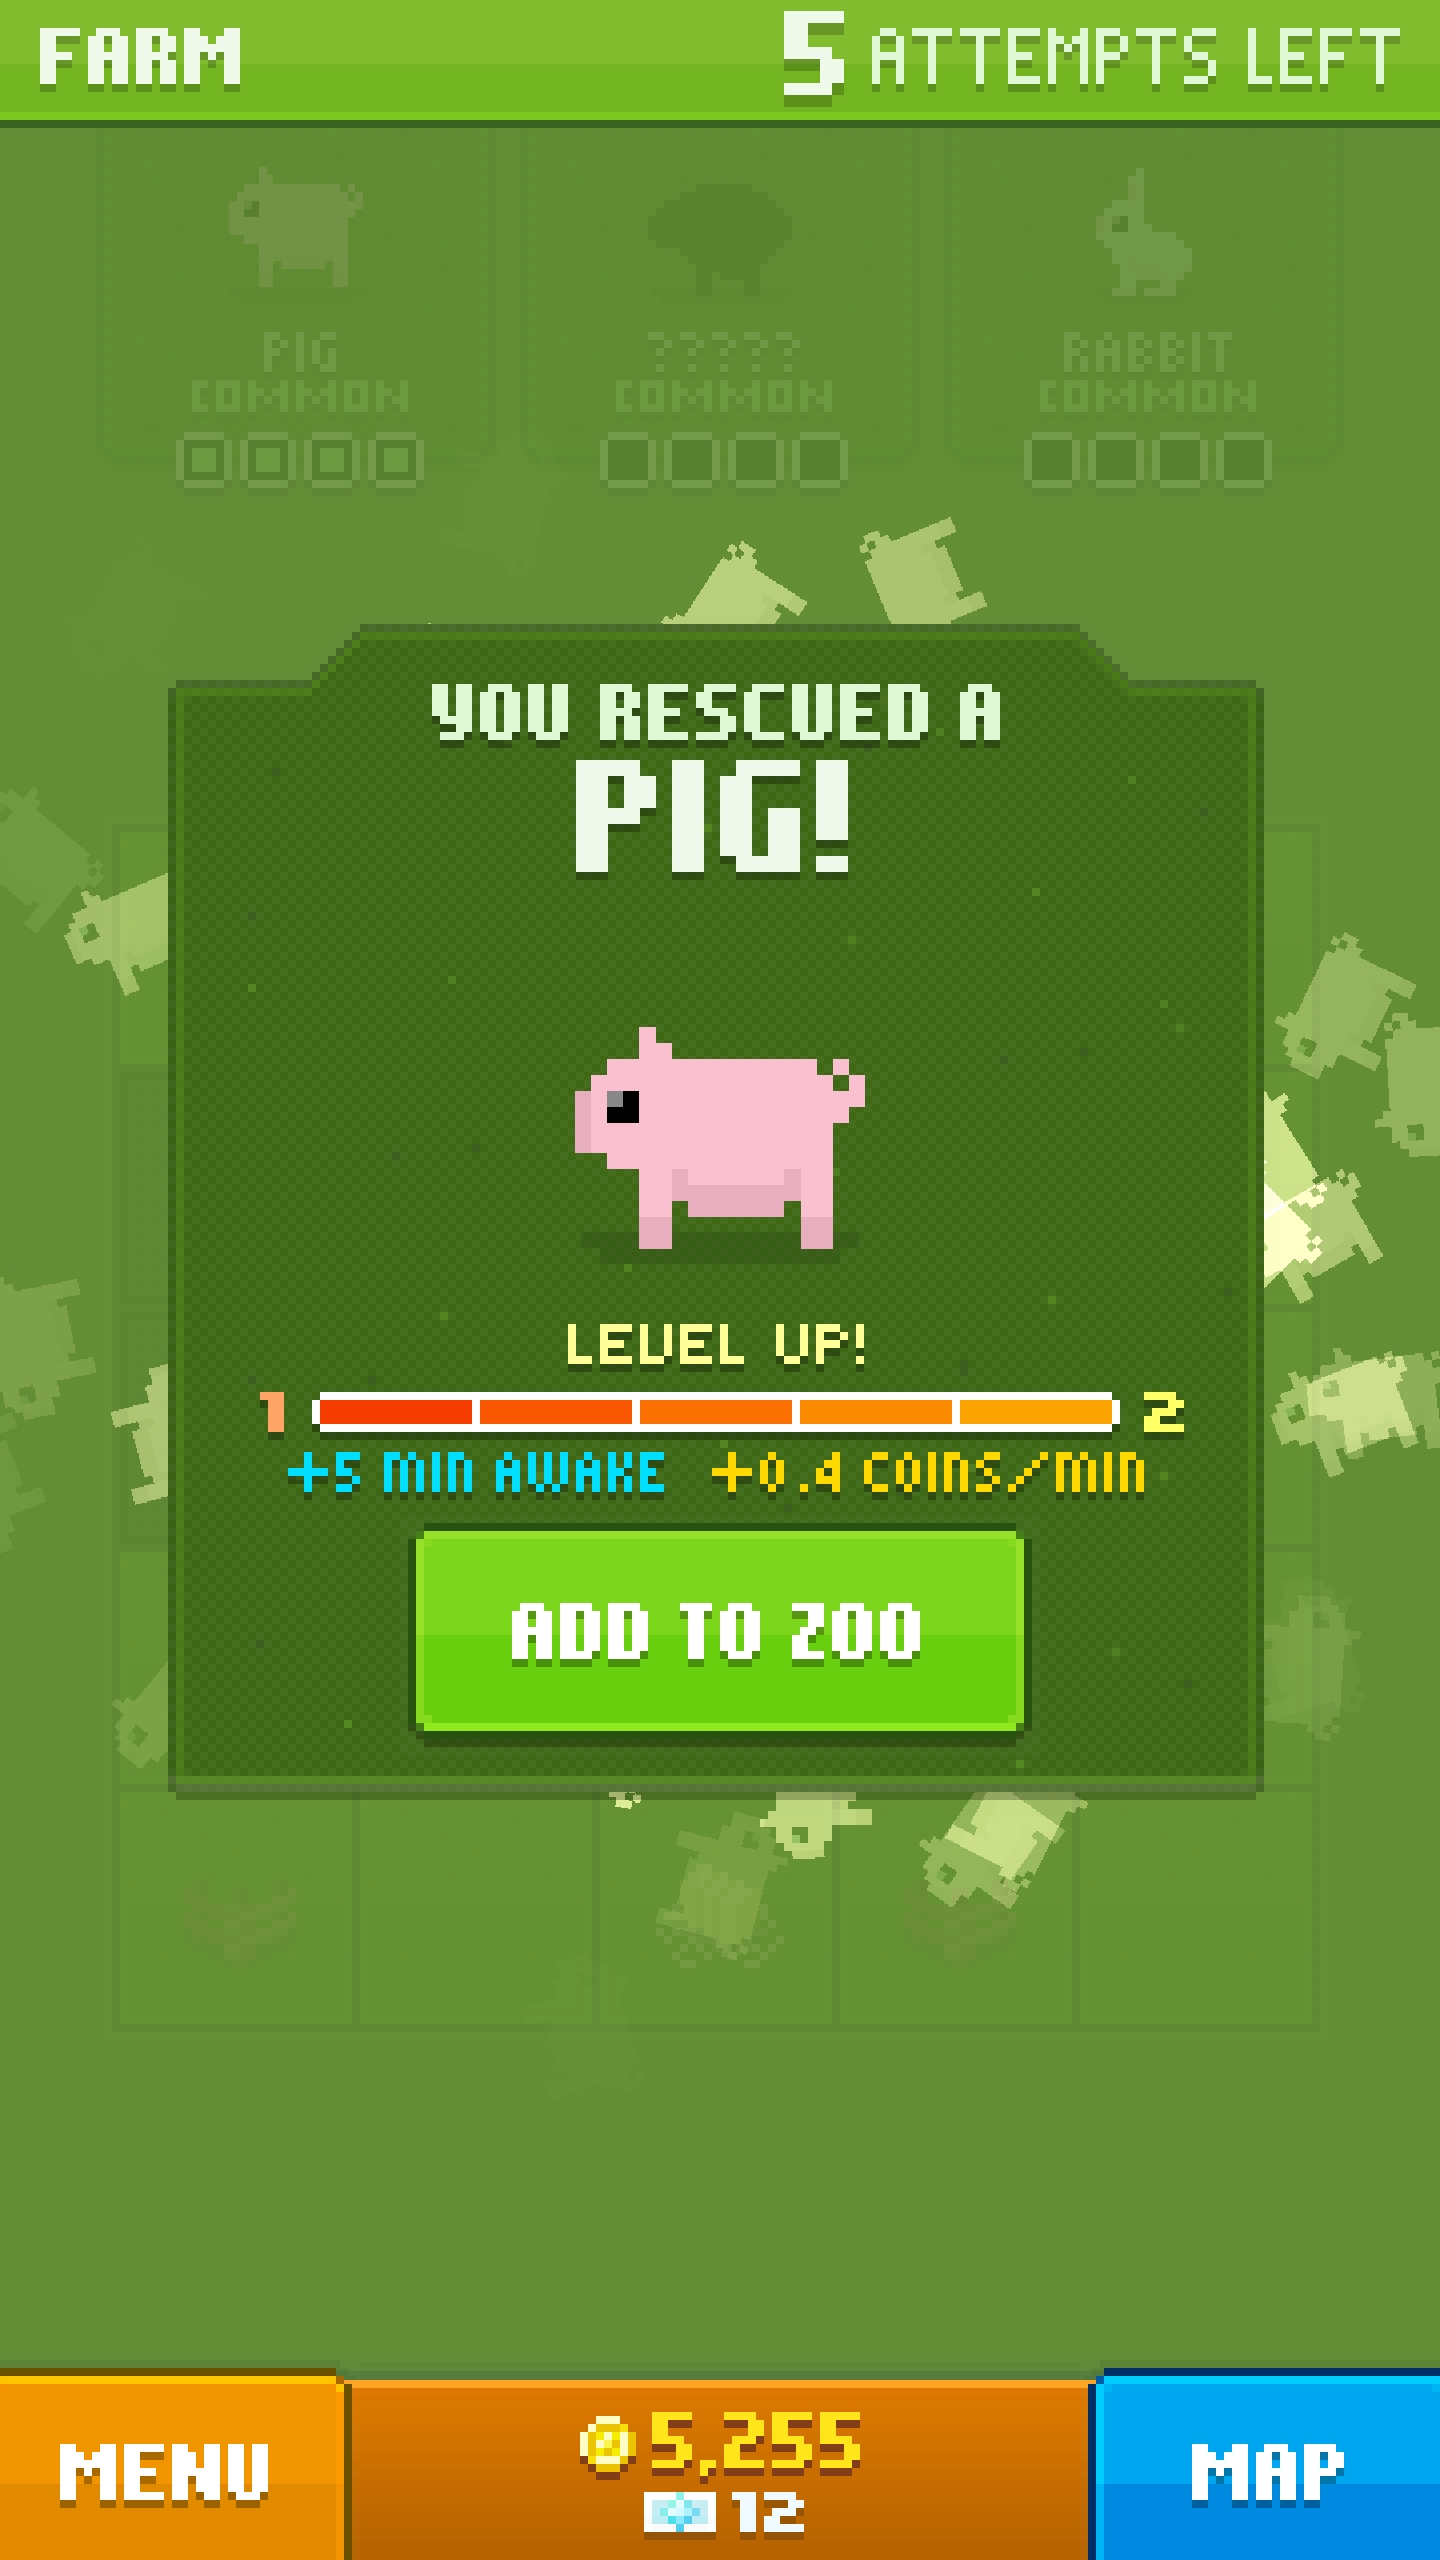 FARM
5 ATTEMPTS LEFT
PIG
COMMON
?????
COMMON
RABBIT
COMMON
YOU RESCUED A
PIG!
LEVEL UP!
1 2
+5 MIN AWAKE +0.4 COINS/MIN
ADD TO ZOO
MENU
5,255
12
MAP